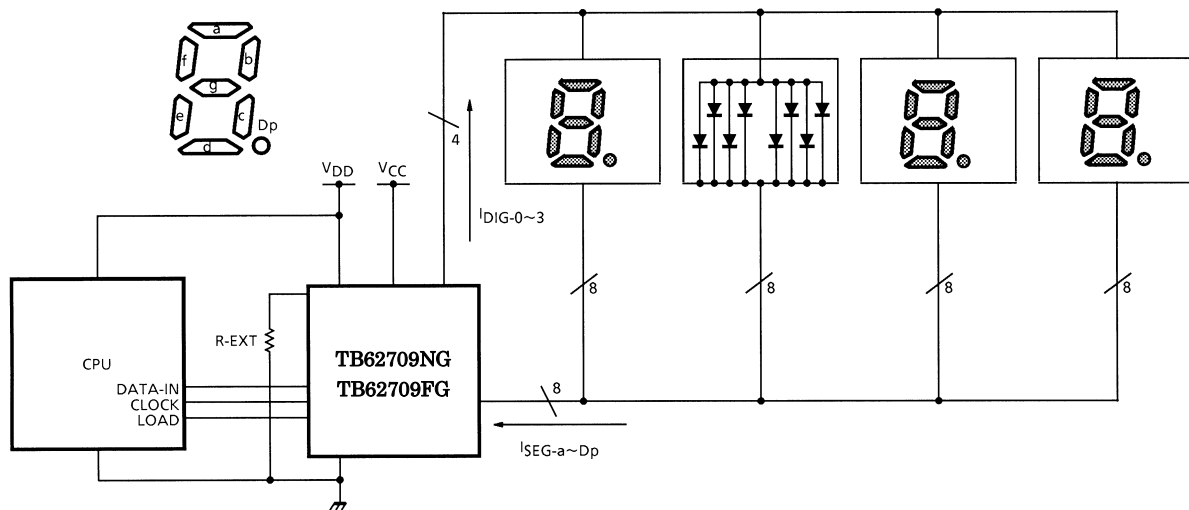 a
f
b
g
e
c
d
Dp
VDD
VCC
4
IDIG-0~3
8
8
8
8
R-EXT
CPU
DATA-IN
CLOCK
LOAD
TB62709NG
TB62709FG
8
ISEG-a~Dp